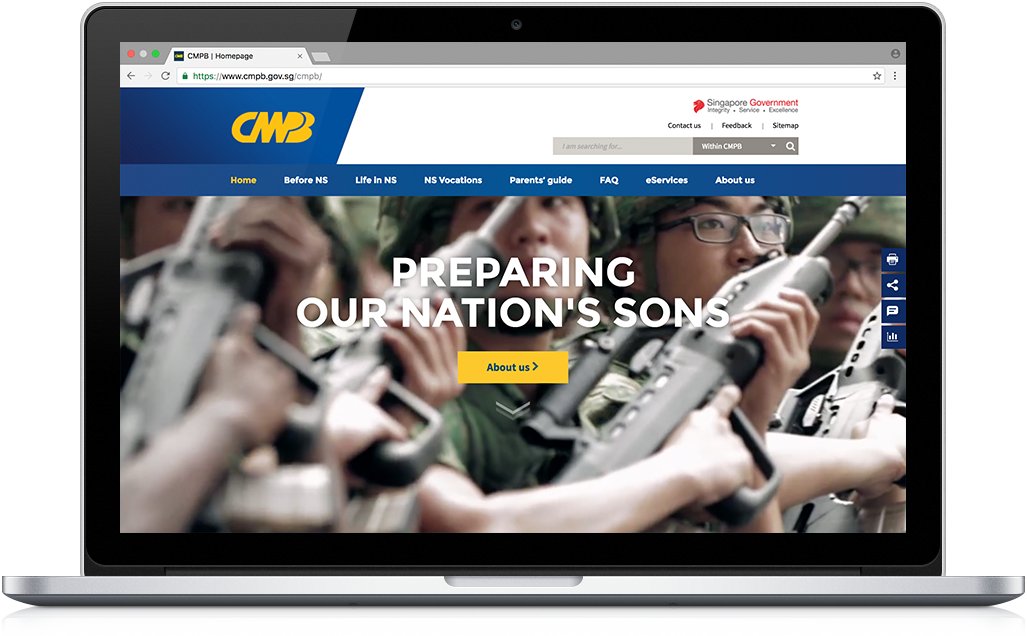 CMPB | Homepage
https://www.cmpb.gov.sg/cmpb/
CMPB
Singapore Government
Integrity • Service • Excellence
Contact us | Feedback | Sitemap
I am searching for...
Within CMPB
Home
Before NS
Life in NS
NS Vocations
Parents' guide
FAQ
eServices
About us
PREPARING
OUR NATION'S SONS
About us